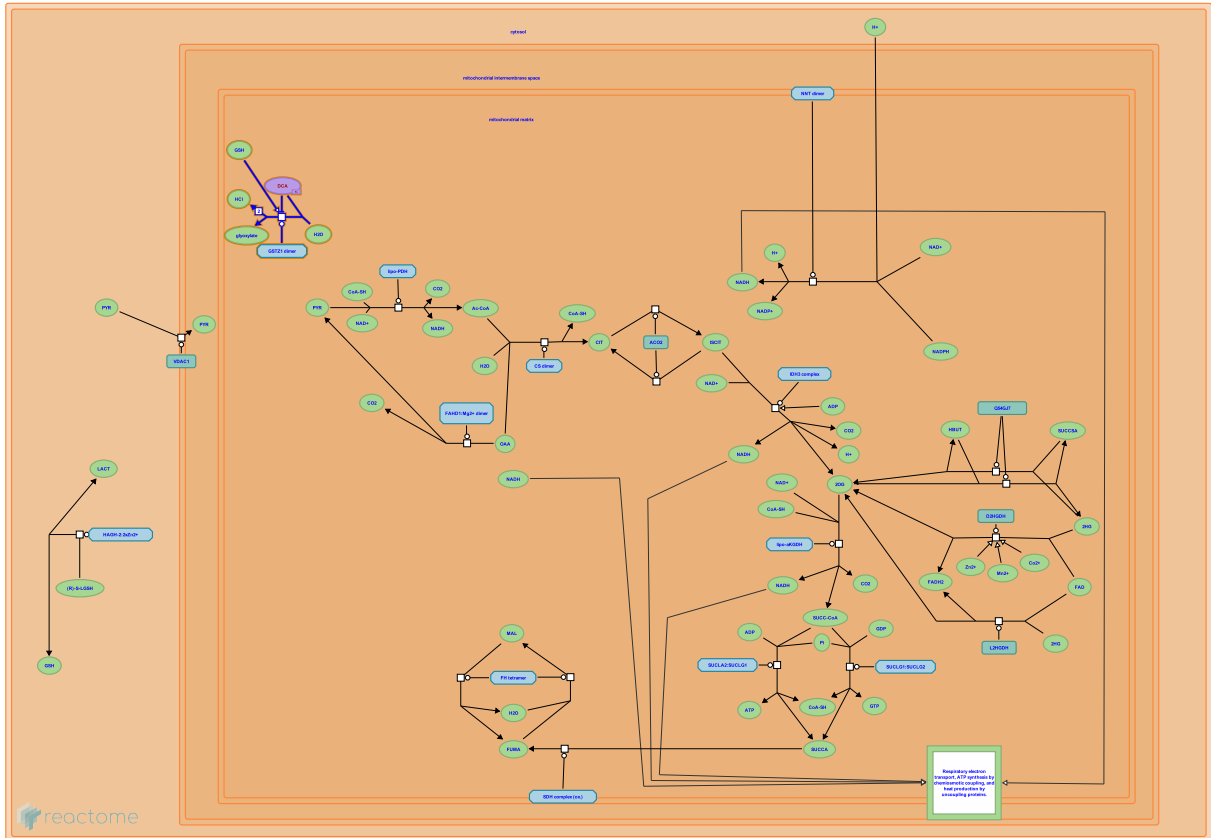 H+
cytosol
mitochondrial intermembrane space
NNT dimer
mitochondrial matrix
GSH
DCA
HCl
2
glyoxylate
H2O
GSTZ1 dimer
NAD+
H+
NADH
NADP+
NADPH
lipo-PDH
CoA-SH
CO2
PYR
Ac-CoA
NAD+
NADH
CoA-SH
PYR
PYR
VDAC1
CIT
ACO2
ISCIT
H2O
CS dimer
IDH3 complex
NAD+
CO2
FAHD1:Mg2+ dimer
ADP
OAA
CO2
H+
NADH
HBUT
SUCCSA
LACT
NADH
NAD+
2OG
CoA-SH
D2HGDH
2HG
HAGH-2:2xZn2+
lipo-aKGDH
Zn2+
Mn2+
Co2+
(R)-S-LGSH
NADH
CO2
FADH2
FAD
SUCC-CoA
MAL
ADP
Pi
GDP
2HG
L2HGDH
GSH
SUCLA2:SUCLG1
SUCLG1:SUCLG2
FH tetramer
H2O
ATP
CoA-SH
GTP
FUMA
SUCCA
Respiratory electron
transport, ATP synthesis by
chemiosmotic coupling, and
heat production by
uncoupling proteins.
SDH complex (ox.)
reactome